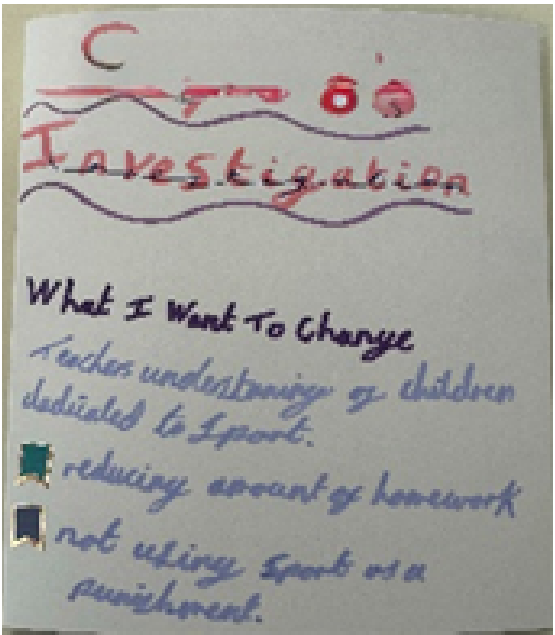 C
Investigation
What I Want To Change
Teacher understaning of children
dedicated to Sport.
reducing amount of homework
not using Sport as a
punishment.